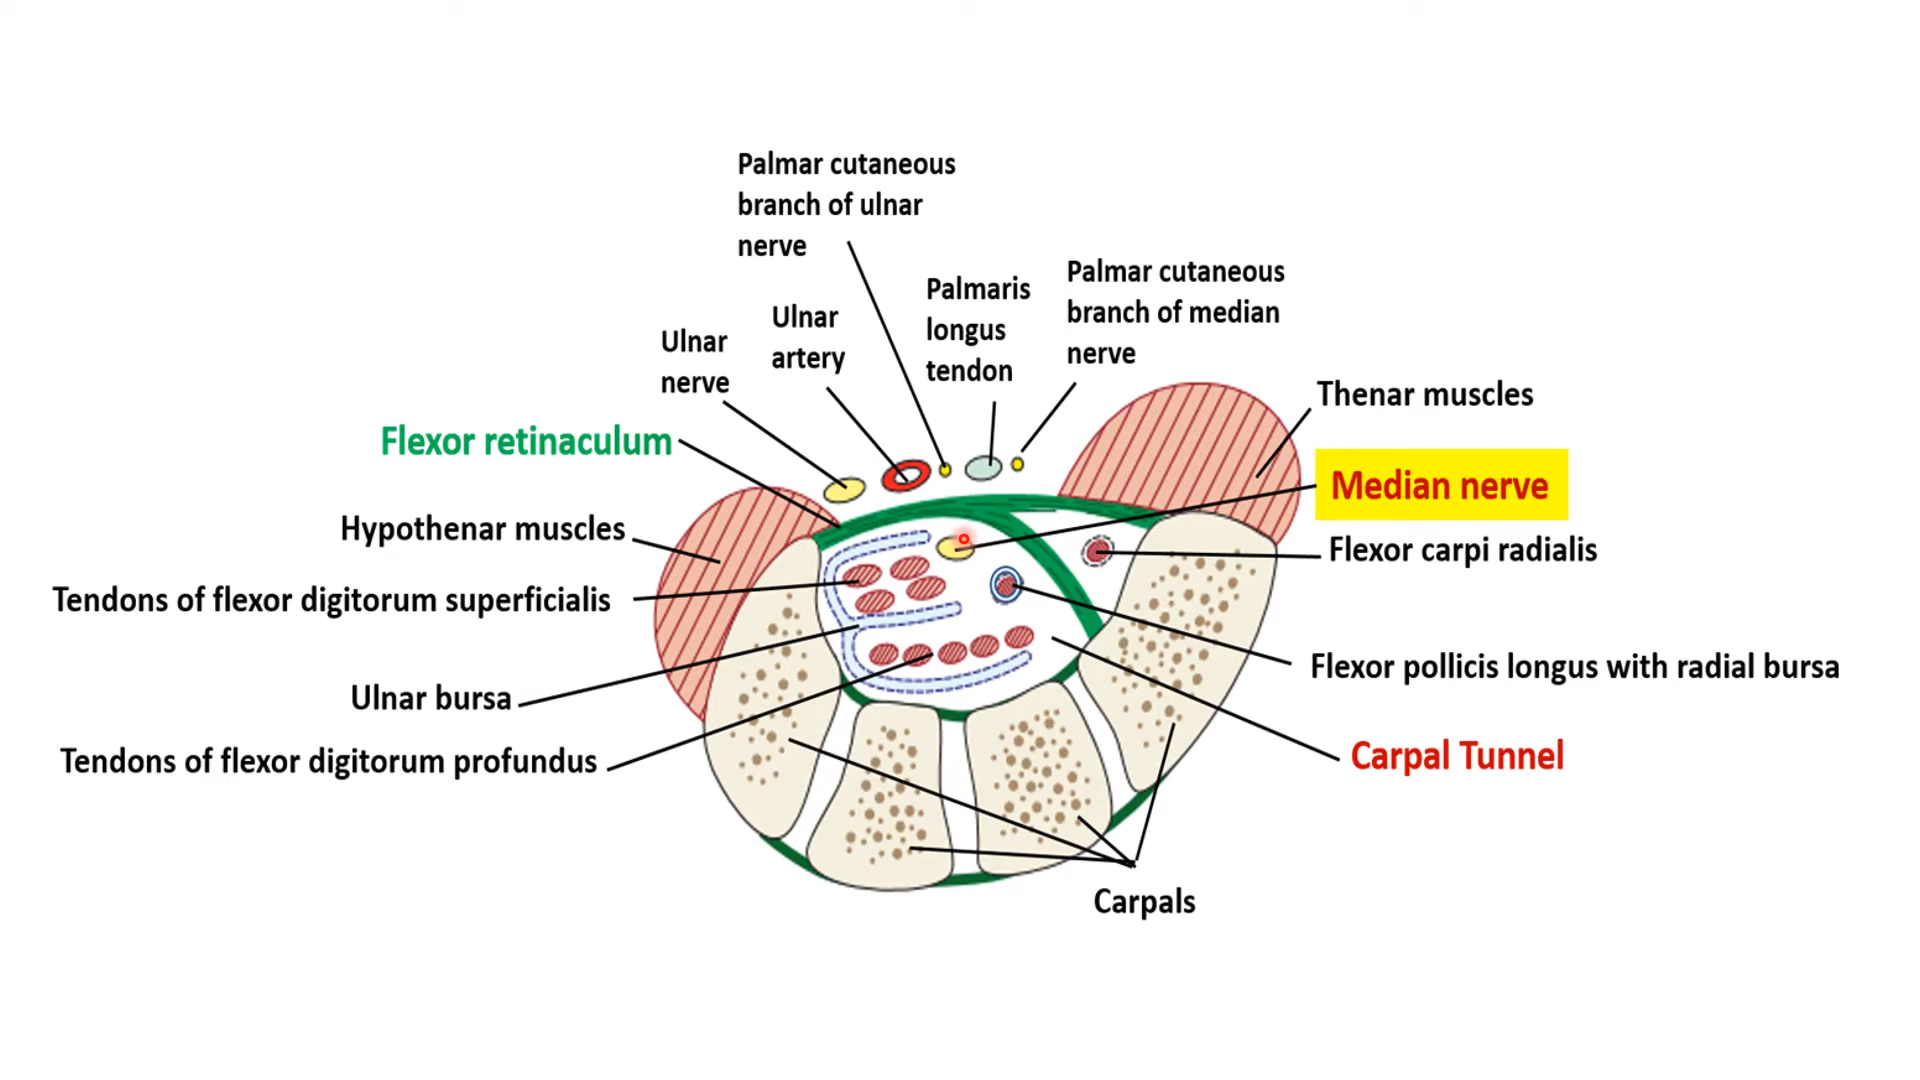 Palmar cutaneous
branch of ulnar
nerve
Palmar cutaneous
branch of median
nerve
Palmaris
longus
tendon
Ulnar
artery
Ulnar
nerve
Thenar muscles
Flexor retinaculum
Median nerve
Hypothenar muscles
Flexor carpi radialis
Tendons of flexor digitorum superficialis
Flexor pollicis longus with radial bursa
Ulnar bursa
Tendons of flexor digitorum profundus
Carpal Tunnel
Carpals